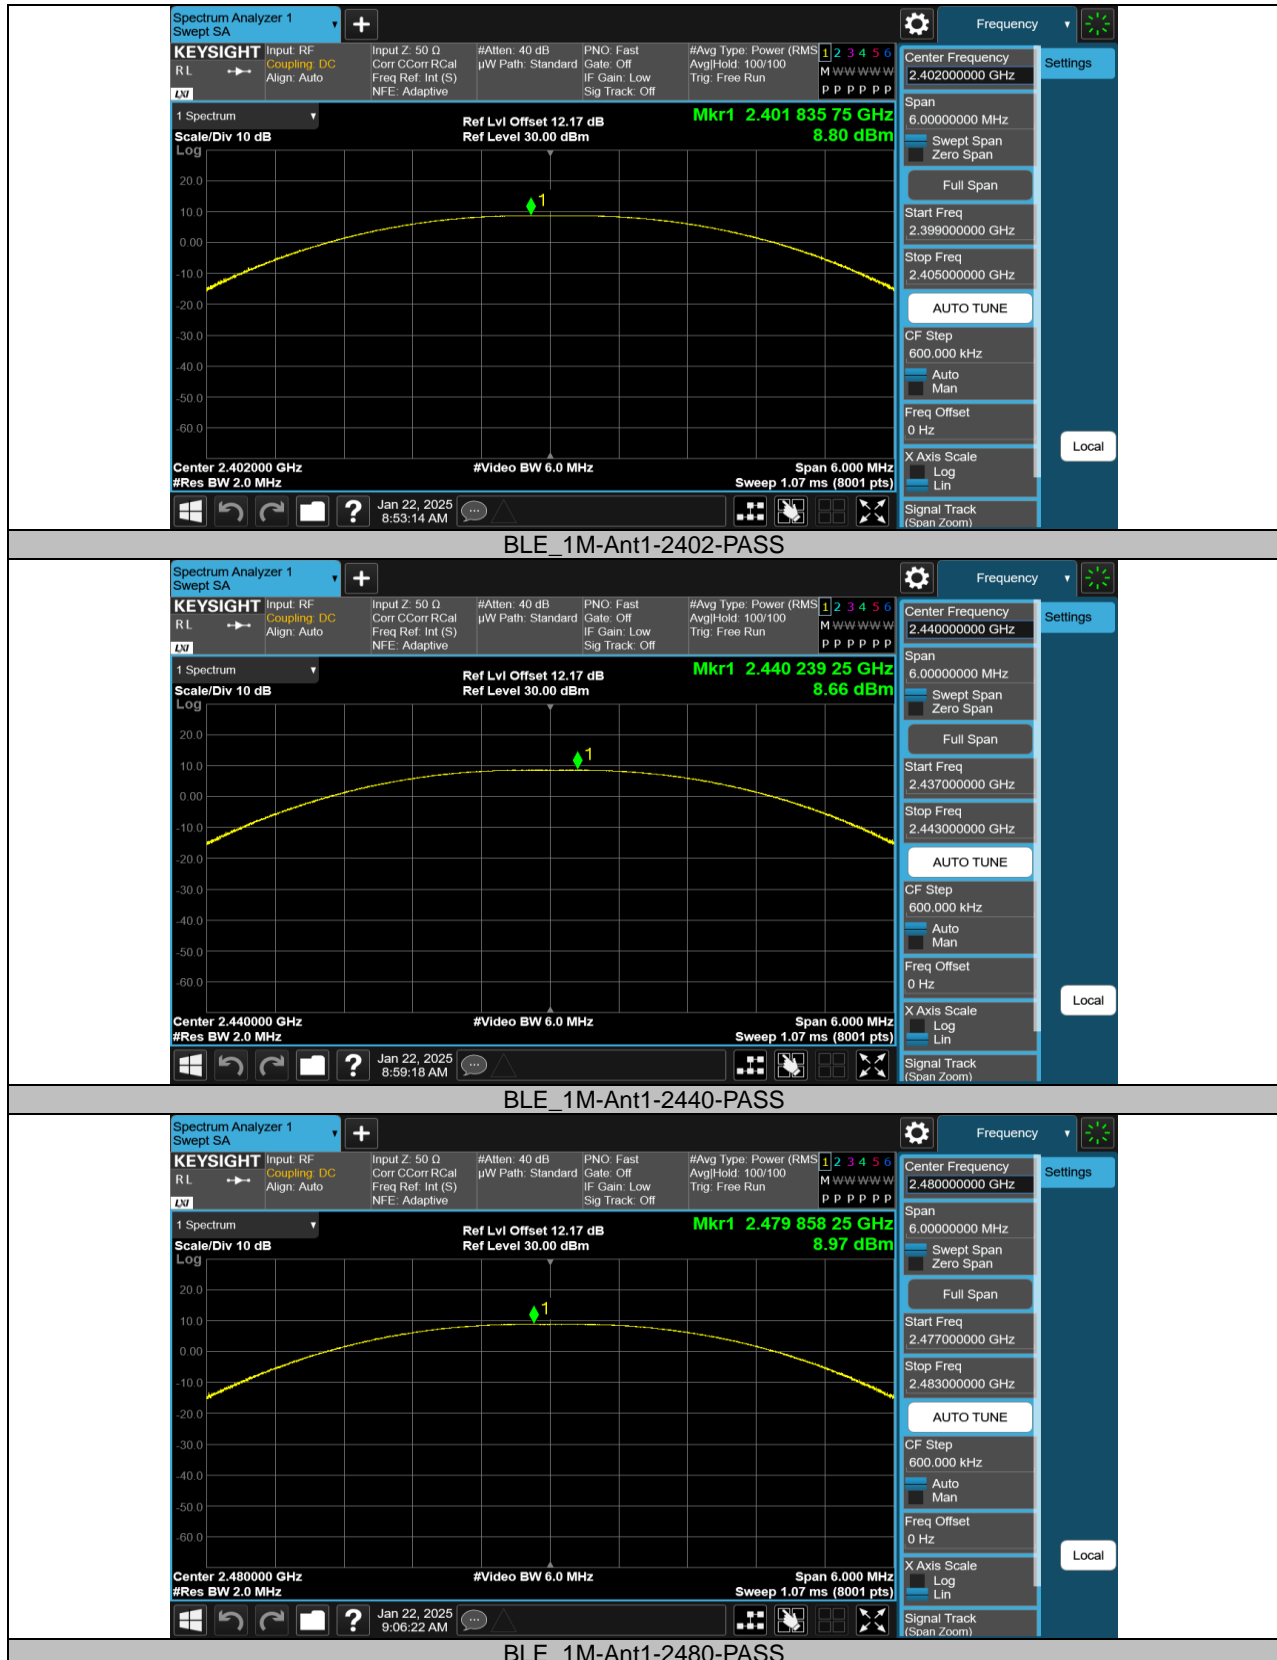 Spectrum Analyzer 1
Swept SA
Frequency
KEYSIGHT
RL
LXI
Input: RF
Coupling: DC
Align: Auto
Input Z: 50 Ω
Corr CCorr RCal
Freq Ref: Int (S)
NFE: Adaptive
#Atten: 40 dB
µW Path: Standard
PNO: Fast
Gate: Off
IF Gain: Low
Sig Track: Off
#Avg Type: Power (RMS
Avg|Hold: 100/100
Trig: Free Run
1 2 3 4 5 6
M W W W W W
P P P P P P
1 Spectrum
Scale/Div 10 dB
Log
Ref Lvl Offset 12.17 dB
Ref Level 30.00 dBm
Mkr1 2.401 835 75 GHz
8.80 dBm
1
20.0
10.0
0.00
-10.0
-20.0
-30.0
-40.0
-50.0
-60.0
Center 2.402000 GHz
#Res BW 2.0 MHz
#Video BW 6.0 MHz
Span 6.000 MHz
Sweep 1.07 ms (8001 pts)
Jan 22, 2025
8:53:14 AM
Center Frequency
2.402000000 GHz
Settings
Span
6.00000000 MHz
Swept Span
Zero Span
Full Span
Start Freq
2.399000000 GHz
Stop Freq
2.405000000 GHz
AUTO TUNE
CF Step
600.000 kHz
Auto
Man
Freq Offset
0 Hz
Local
X Axis Scale
Log
Lin
Signal Track
(Span Zoom)
BLE_1M-Ant1-2402-PASS
Spectrum Analyzer 1
Swept SA
Frequency
KEYSIGHT
RL
LXI
Input: RF
Coupling: DC
Align: Auto
Input Z: 50 Ω
Corr CCorr RCal
Freq Ref: Int (S)
NFE: Adaptive
#Atten: 40 dB
µW Path: Standard
PNO: Fast
Gate: Off
IF Gain: Low
Sig Track: Off
#Avg Type: Power (RMS
Avg|Hold: 100/100
Trig: Free Run
1 2 3 4 5 6
M W W W W W
P P P P P P
1 Spectrum
Scale/Div 10 dB
Log
Ref Lvl Offset 12.17 dB
Ref Level 30.00 dBm
Mkr1 2.440 239 25 GHz
8.66 dBm
1
20.0
10.0
0.00
-10.0
-20.0
-30.0
-40.0
-50.0
-60.0
Center 2.440000 GHz
#Res BW 2.0 MHz
#Video BW 6.0 MHz
Span 6.000 MHz
Sweep 1.07 ms (8001 pts)
Jan 22, 2025
8:59:18 AM
Center Frequency
2.440000000 GHz
Settings
Span
6.00000000 MHz
Swept Span
Zero Span
Full Span
Start Freq
2.437000000 GHz
Stop Freq
2.443000000 GHz
AUTO TUNE
CF Step
600.000 kHz
Auto
Man
Freq Offset
0 Hz
Local
X Axis Scale
Log
Lin
Signal Track
(Span Zoom)
BLE_1M-Ant1-2440-PASS
Spectrum Analyzer 1
Swept SA
Frequency
KEYSIGHT
RL
LXI
Input: RF
Coupling: DC
Align: Auto
Input Z: 50 Ω
Corr CCorr RCal
Freq Ref: Int (S)
NFE: Adaptive
#Atten: 40 dB
µW Path: Standard
PNO: Fast
Gate: Off
IF Gain: Low
Sig Track: Off
#Avg Type: Power (RMS
Avg|Hold: 100/100
Trig: Free Run
1 2 3 4 5 6
M W W W W W
P P P P P P
1 Spectrum
Scale/Div 10 dB
Log
Ref Lvl Offset 12.17 dB
Ref Level 30.00 dBm
Mkr1 2.479 858 25 GHz
8.97 dBm
1
20.0
10.0
0.00
-10.0
-20.0
-30.0
-40.0
-50.0
-60.0
Center 2.480000 GHz
#Res BW 2.0 MHz
#Video BW 6.0 MHz
Span 6.000 MHz
Sweep 1.07 ms (8001 pts)
Jan 22, 2025
9:06:22 AM
Center Frequency
2.480000000 GHz
Settings
Span
6.00000000 MHz
Swept Span
Zero Span
Full Span
Start Freq
2.477000000 GHz
Stop Freq
2.483000000 GHz
AUTO TUNE
CF Step
600.000 kHz
Auto
Man
Freq Offset
0 Hz
Local
X Axis Scale
Log
Lin
Signal Track
(Span Zoom)
BLE_1M-Ant1-2480-PASS